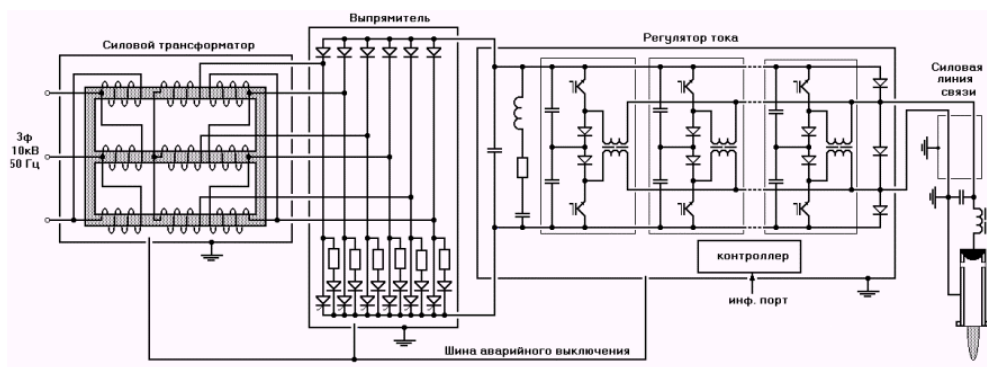 Выпрямитель
Силовой трансформатор
Регулятор тока
Силовая
линия
связи
3ф
10кВ
50 Гц
контроллер
инф. порт
Шина аварийного выключения